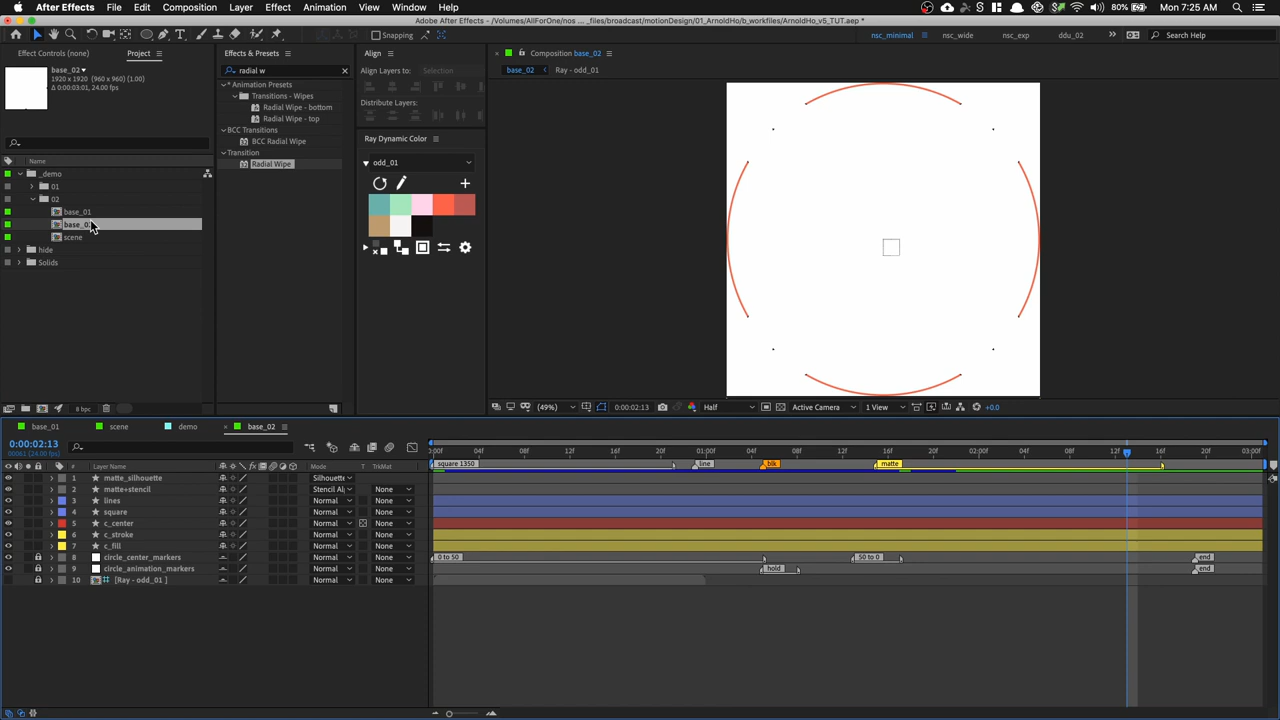 After Effects File Edit Composition Layer Effect Animation View Window Help 80% Mon 7:25 AM
Adobe After Effects - /Volumes/AllForOne/nos ... _files/broadcast/motionDesign/01_ArnoldHo/b_workfiles/ArnoldHo_v5_TUT.aep *
Snapping nsc_minimal nsc_wide nsc_exp ddu_02 Search Help
Effect Controls (none) Project Effects & Presets Align Composition base_02
base_02
1920 x 1920 (960 x 960) (1.00)
Δ 0:00:03:01, 24.00 fps
radial w
Align Layers to: Selection
base_02 Ray - odd_01
* Animation Presets
Transitions - Wipes
Radial Wipe - bottom
Radial Wipe - top
BCC Transitions
BCC Radial Wipe
Transition
Radial Wipe
Distribute Layers:
Ray Dynamic Color
odd_01
Name
_demo
01
02
base_01
base_0
scene
hide
Solids
8 bpc
(49%) 0:00:02:13 Half Active Camera 1 View +0.0
base_01 scene demo base_02
0:00:02:13
00061 (24.00 fps)
04f 08f 12f 16f 20f 01:00f 04f 08f 12f 16f 20f 02:00f 04f 08f 12f 16f 20f 03:00f
# Layer Name Mode T TrkMat
square 1350 line blk matte
1 matte_silhouette Silhouette
2 matte+stencil Stencil Al None
3 lines Normal None
4 square Normal None
5 c_center Normal None
6 c_stroke Normal None
7 c_fill Normal None
8 circle_center_markers Normal None 0 to 50 50 to 0 end
9 circle_animation_markers Normal None hold end
10 [Ray - odd_01 ] Normal None